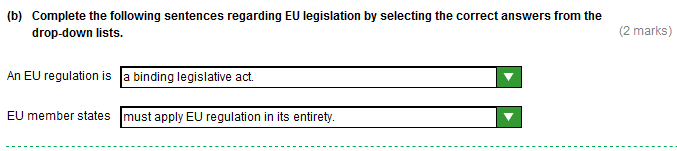 (b) Complete the following sentences regarding EU legislation by selecting the correct answers from the
drop-down lists.
(2 marks)
An EU regulation is a binding legislative act.
EU member states must apply EU regulation in its entirety.